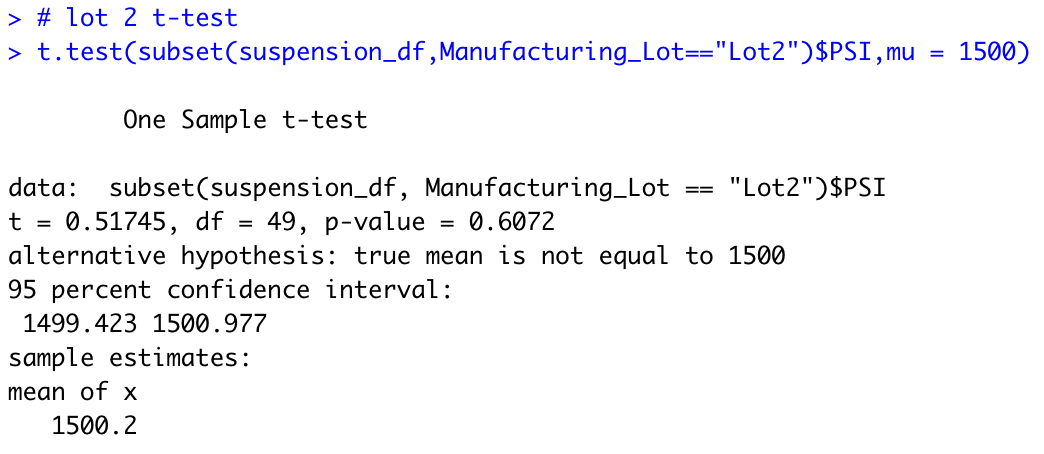 > # lot 2 t-test
> t.test(subset(suspension_df,Manufacturing_Lot=="Lot2")$PSI,mu = 1500)
One Sample t-test
data:  subset(suspension_df, Manufacturing_Lot == "Lot2")$PSI
t = 0.51745, df = 49, p-value = 0.6072
alternative hypothesis: true mean is not equal to 1500
95 percent confidence interval:
1499.423 1500.977
sample estimates:
mean of x
1500.2